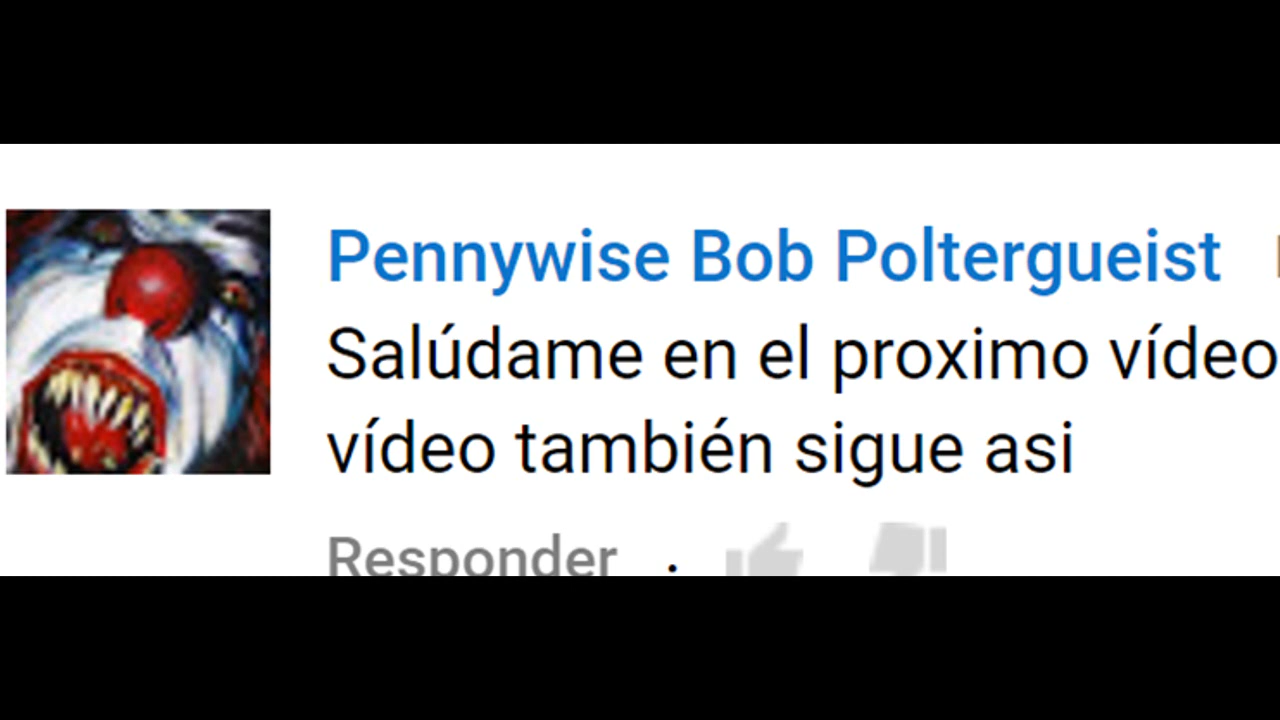 Pennywise Bob Poltergueist
Salúdame en el proximo vídeo
vídeo también sigue asi
Responder